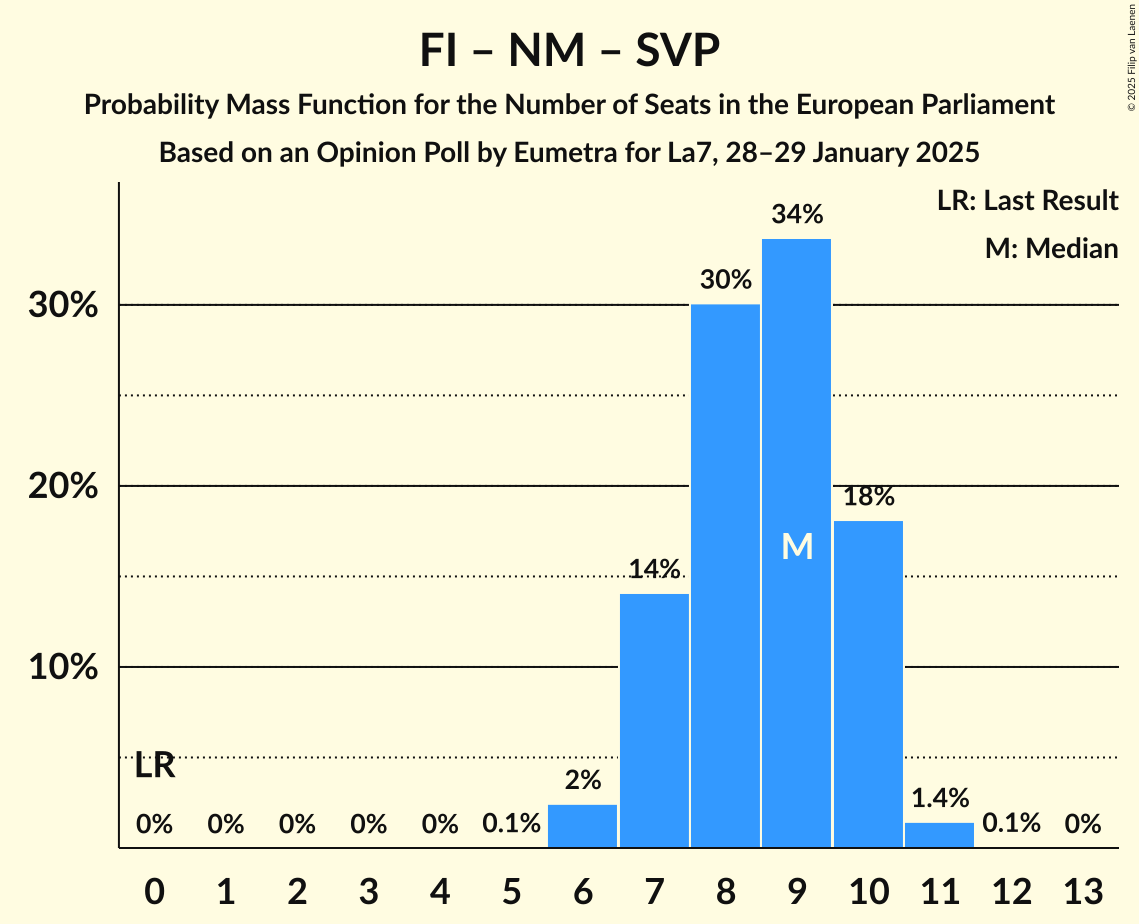 FI – NM – SVP
Probability Mass Function for the Number of Seats in the European Parliament
Based on an Opinion Poll by Eumetra for La7, 28–29 January 2025
© 2025 Filip van Laenen
LR: Last Result
M: Median
34%
30%
30%
20%
18%
M
14%
10%
LR
2%
1.4%
0% 0% 0% 0% 0% 0.1% 0.1% 0%
0 1 2 3 4 5 6 7 8 9 10 11 12 13